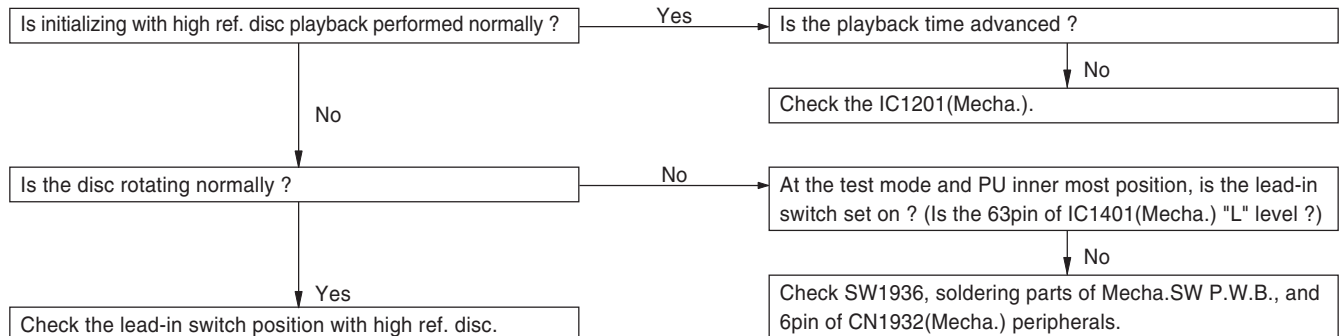 Is initializing with high ref. disc playback performed normally ?
Yes
Is the playback time advanced ?
No
Check the IC1201(Mecha.).
No
Is the disc rotating normally ?
No
At the test mode and PU inner most position, is the lead-in
switch set on ? (Is the 63pin of IC1401(Mecha.) "L" level ?)
No
Check SW1936, soldering parts of Mecha.SW P.W.B., and
6pin of CN1932(Mecha.) peripherals.
Yes
Check the lead-in switch position with high ref. disc.